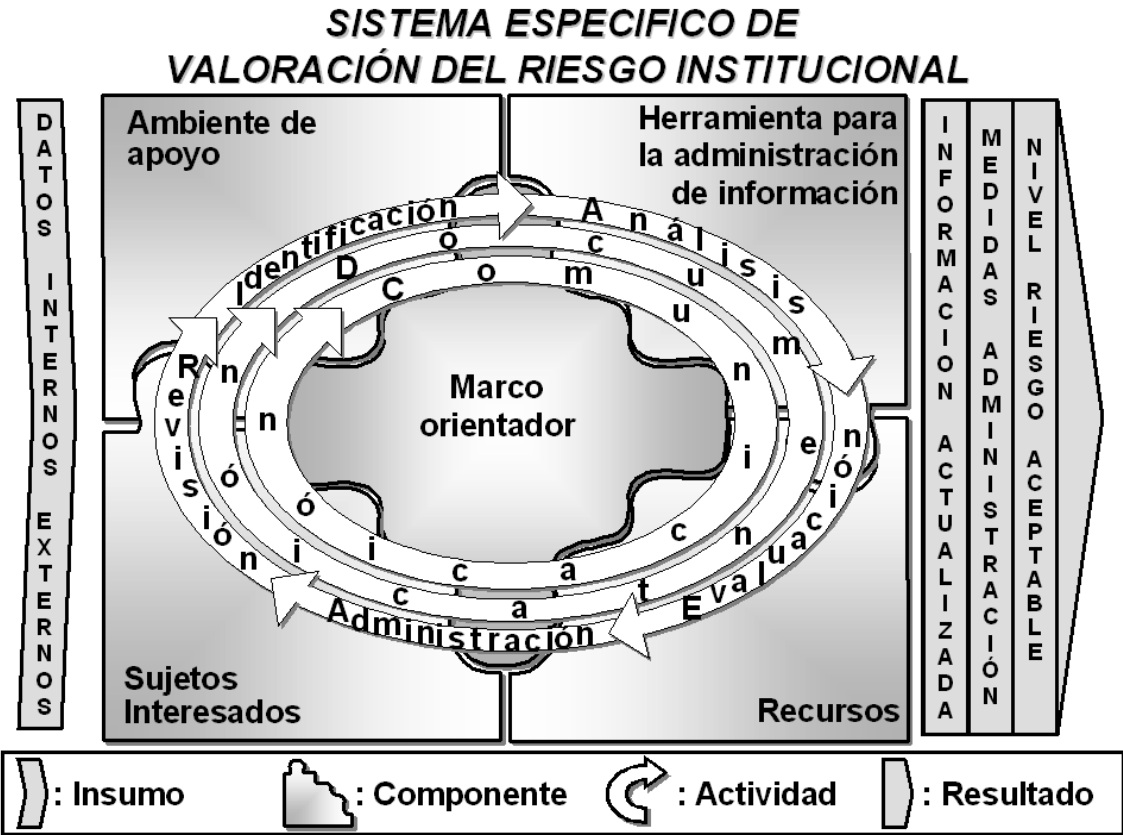 SISTEMA ESPECIFICO DE
VALORACIÓN DEL RIESGO INSTITUCIONAL
DATOS INTERNOS EXTERNOS
Ambiente de
apoyo
Herramienta para
la administración
de información
Identificación
Análisis
Evaluación
Administración
Revisión
Documentación
Comunicación
Marco
orientador
Sujetos
Interesados
Recursos
INFORMACION ACTUALIZADA
MEDIDAS ADMINISTRACIÓN
NIVEL RIESGO ACEPTABLE
: Insumo
: Componente
: Actividad
: Resultado